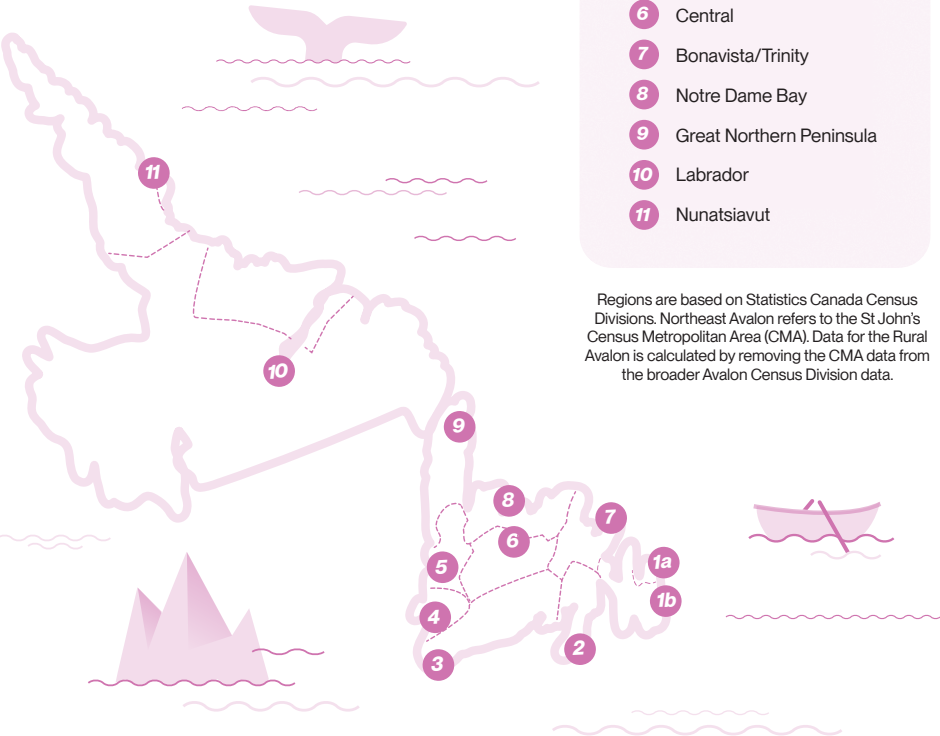 6 Central
7 Bonavista/Trinity
8 Notre Dame Bay
9 Great Northern Peninsula
10 Labrador
11 Nunatsiavut
Regions are based on Statistics Canada Census
Divisions. Northeast Avalon refers to the St John's
Census Metropolitan Area (CMA). Data for the Rural
Avalon is calculated by removing the CMA data from
the broader Avalon Census Division data.
11
10
9
8
7
6
5
1a
1b
4
2
3